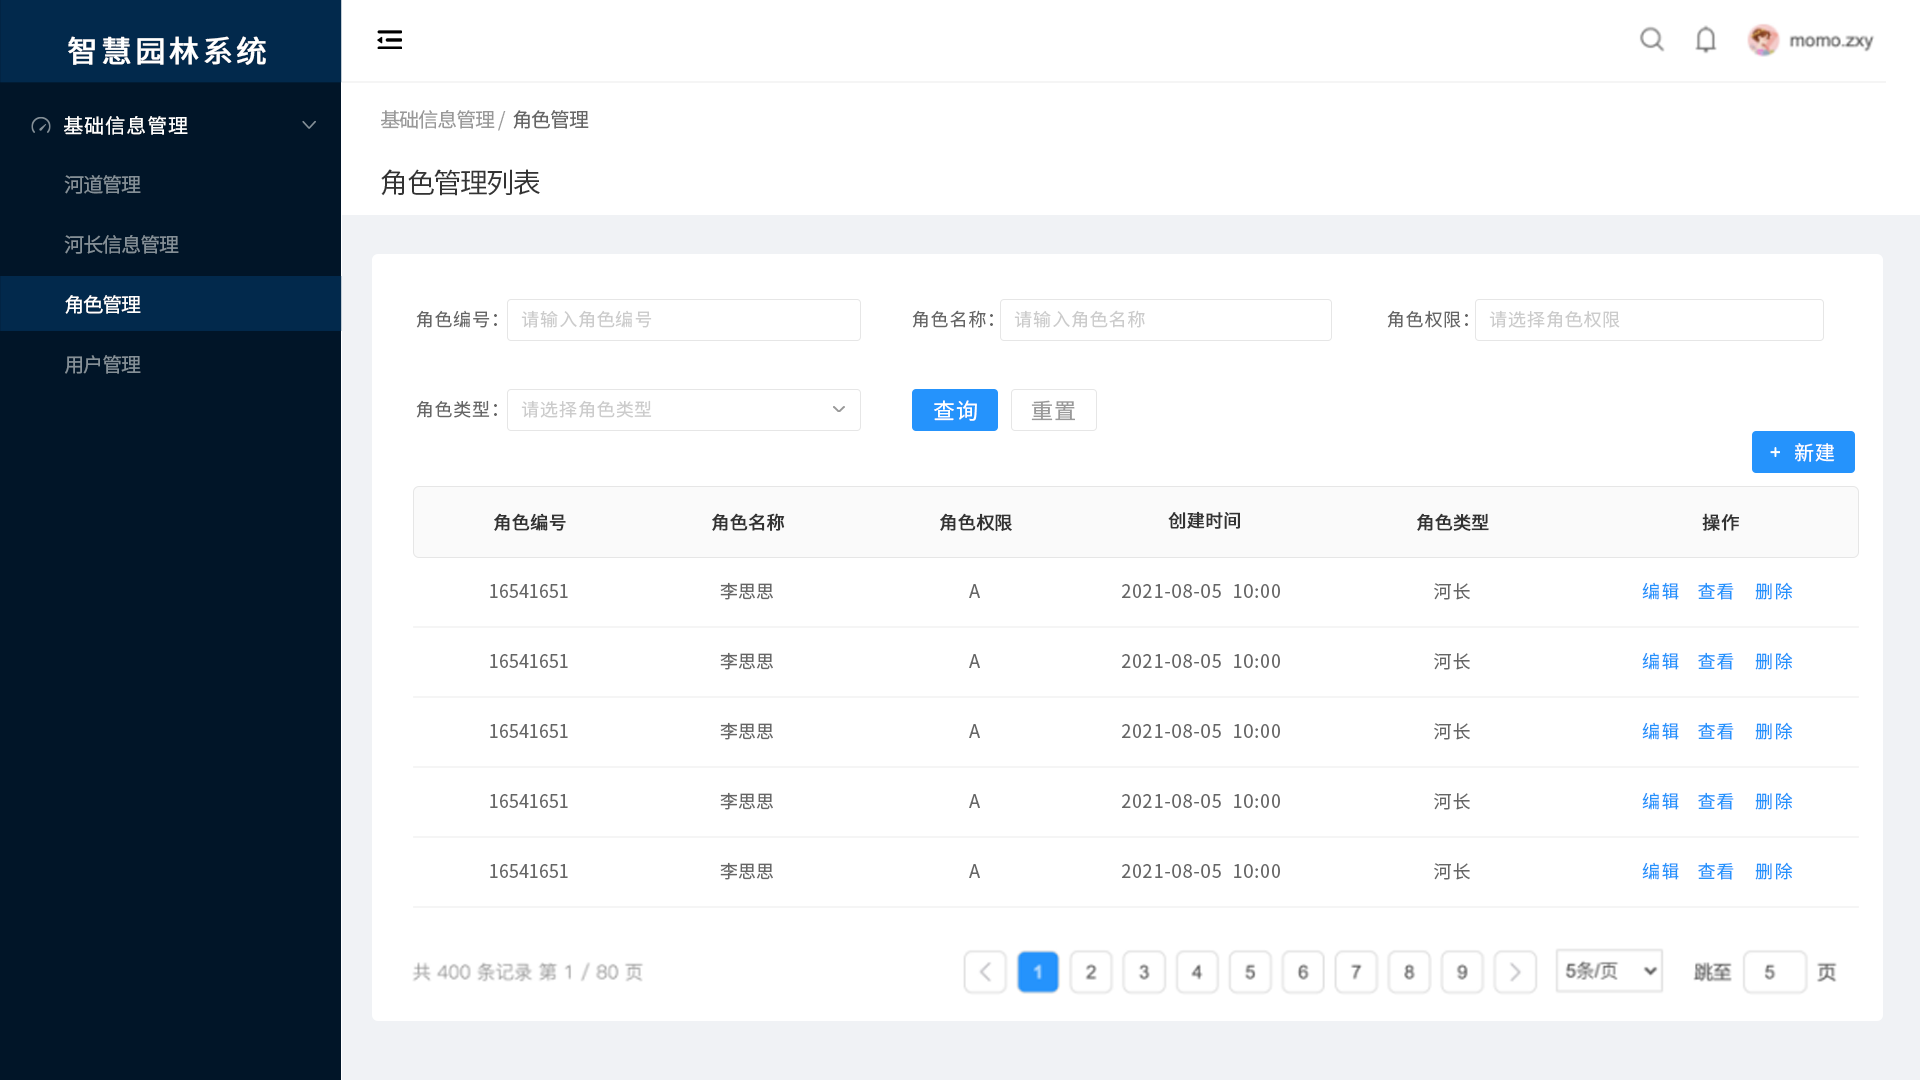 智慧园林系统
momo.zxy
基础信息管理
河道管理
河长信息管理
角色管理
用户管理
基础信息管理 / 角色管理
角色管理列表
角色编号： 请输入角色编号 角色名称： 请输入角色名称 角色权限： 请选择角色权限
角色类型： 请选择角色类型 查询 重置
+ 新建
角色编号 角色名称 角色权限 创建时间 角色类型 操作
16541651 李思思 A 2021-08-05 10:00 河长 编辑 查看 删除
16541651 李思思 A 2021-08-05 10:00 河长 编辑 查看 删除
16541651 李思思 A 2021-08-05 10:00 河长 编辑 查看 删除
16541651 李思思 A 2021-08-05 10:00 河长 编辑 查看 删除
16541651 李思思 A 2021-08-05 10:00 河长 编辑 查看 删除
共 400 条记录 第 1 / 80 页 1 2 3 4 5 6 7 8 9 5条/页 跳至 5 页